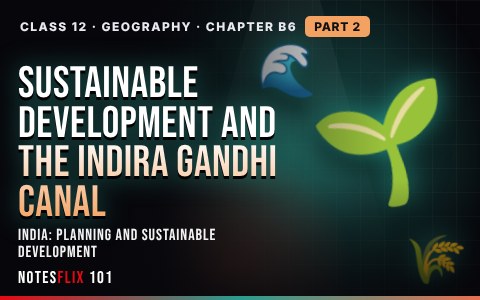 CLASS 12 · GEOGRAPHY · CHAPTER B6 PART 2
SUSTAINABLE
DEVELOPMENT AND
THE INDIRA GANDHI
CANAL
INDIA: PLANNING AND SUSTAINABLE
DEVELOPMENT
NOTESFLIX 101